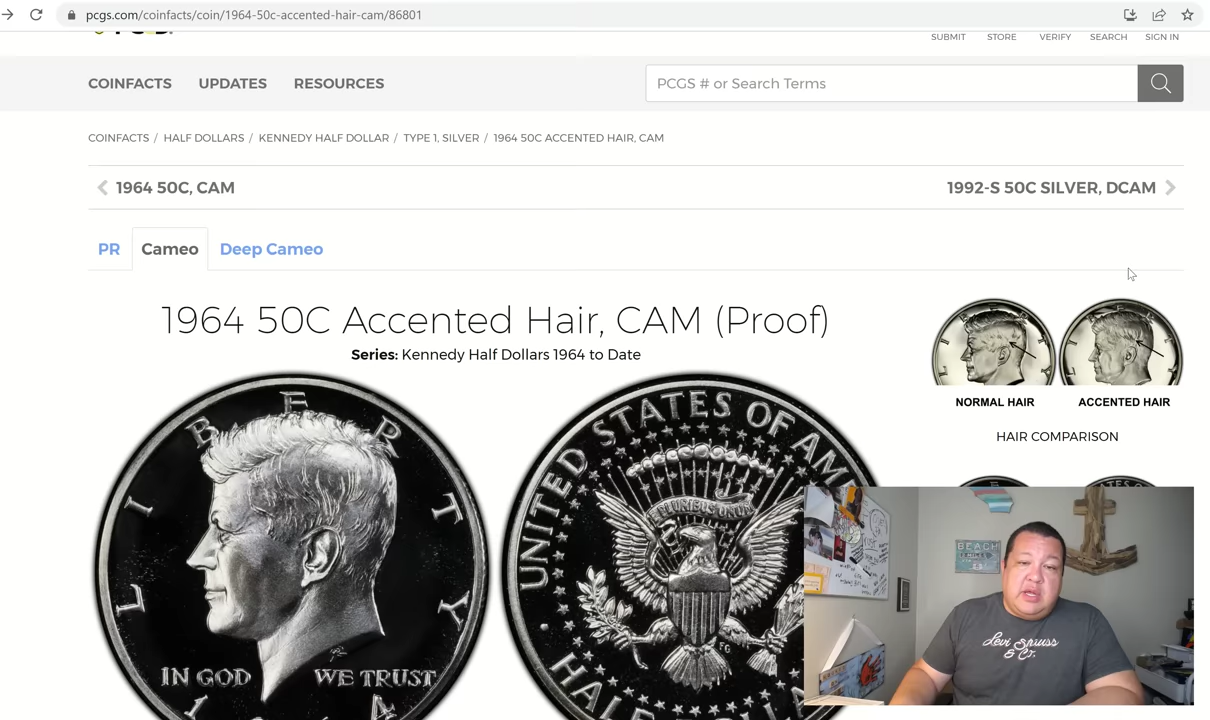 pcgs.com/coinfacts/coin/1964-50c-accented-hair-cam/86801
SUBMIT STORE VERIFY SEARCH SIGN IN
COINFACTS UPDATES RESOURCES
PCGS # or Search Terms
COINFACTS / HALF DOLLARS / KENNEDY HALF DOLLAR / TYPE 1, SILVER / 1964 50C ACCENTED HAIR, CAM
1964 50C, CAM
1992-S 50C SILVER, DCAM
PR Cameo Deep Cameo
1964 50C Accented Hair, CAM (Proof)
Series: Kennedy Half Dollars 1964 to Date
NORMAL HAIR ACCENTED HAIR
HAIR COMPARISON
LIBERTY
IN GOD WE TRUST
UNITED STATES OF AM
PLURIBUS UNUM
FG
HALF DOL
BEACH
Levi Strauss
& Co.